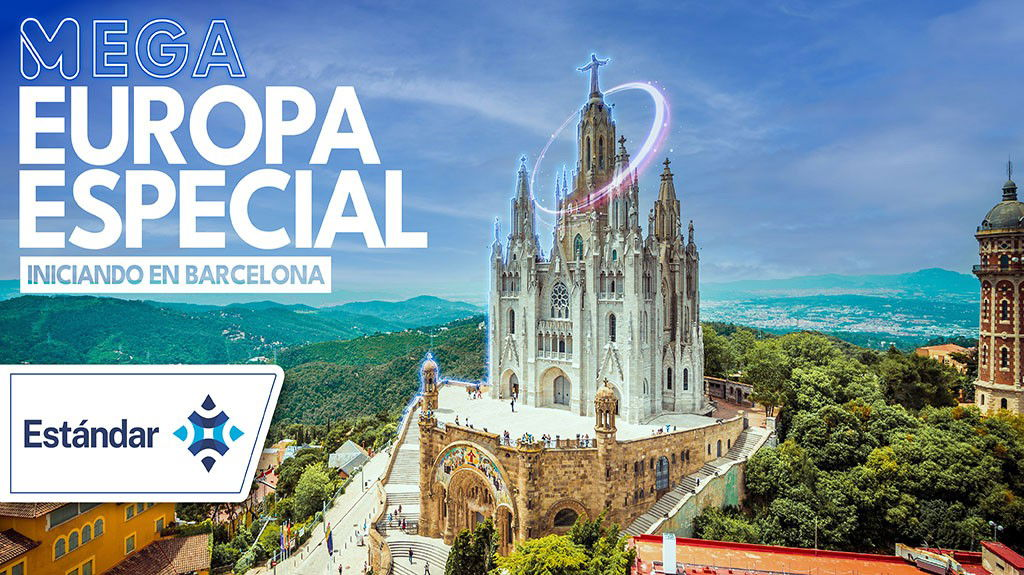 MEGA
EUROPA
ESPECIAL
INICIANDO EN BARCELONA
Estándar